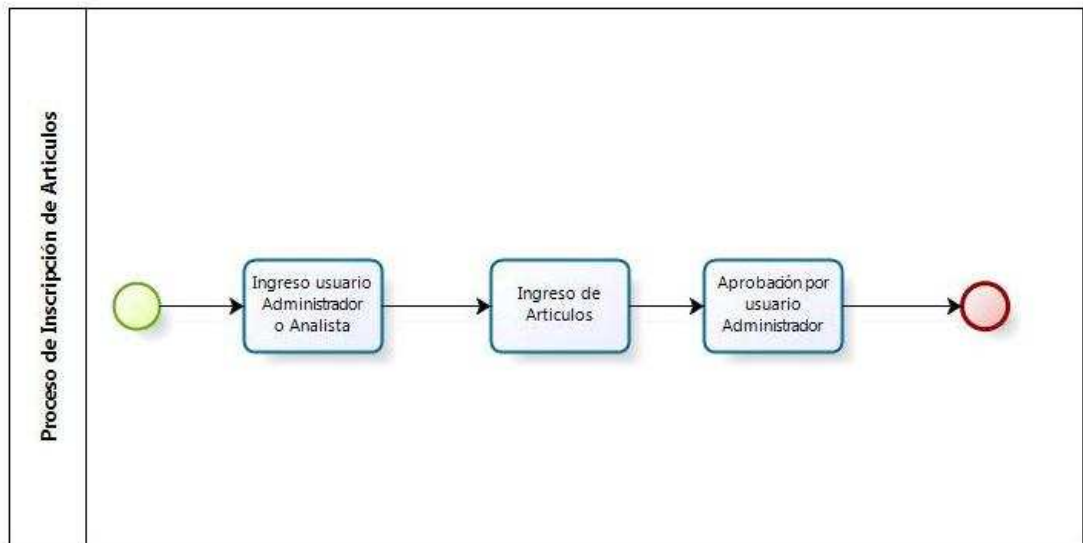 Proceso de Inscripción de Articulos
Ingreso usuario
Administrador
o Analista
Ingreso de
Articulos
Aprobación por
usuario
Administrador